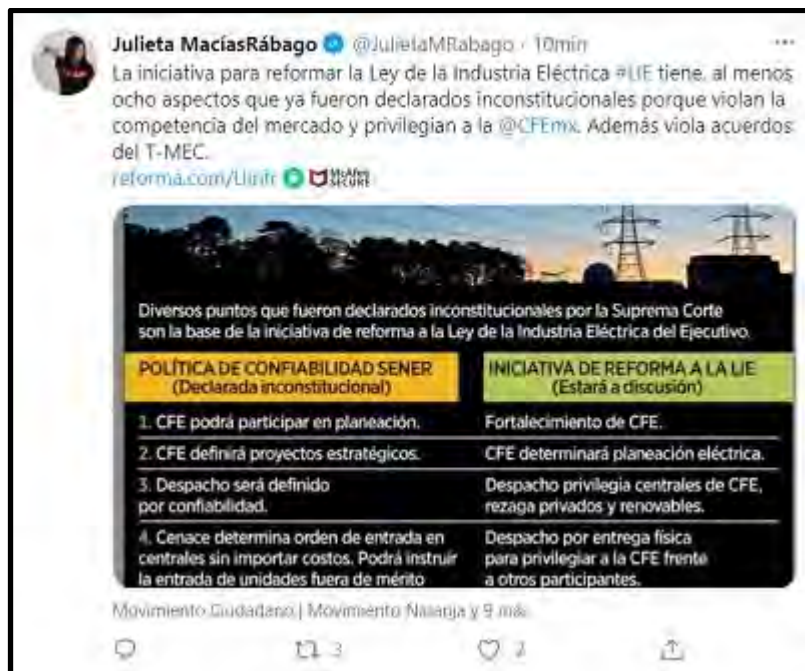 Julieta MacíasRábago @JulietaMRabago · 10min
La iniciativa para reformar la Ley de la Industria Eléctrica #LIE tiene, al menos
ocho aspectos que ya fueron declarados inconstitucionales porque violan la
competencia del mercado y privilegian a la @CFEmx. Además viola acuerdos
del T-MEC.
McAfee SECURE
Diversos puntos que fueron declarados inconstitucionales por la Suprema Corte
son la base de la iniciativa de reforma a la Ley de la Industria Eléctrica del Ejecutivo.
POLÍTICA DE CONFIABILIDAD SENER
(Declarada inconstitucional)
INICIATIVA DE REFORMA A LA LIE
(Estará a discusión)
1. CFE podrá participar en planeación.
Fortalecimiento de CFE.
2. CFE definirá proyectos estratégicos.
CFE determinará planeación eléctrica.
3. Despacho será definido
por confiabilidad.
Despacho privilegia centrales de CFE,
rezaga privados y renovables.
4. Cenace determina orden de entrada en
centrales sin importar costos. Podrá instruir
la entrada de unidades fuera de mérito
Despacho por entrega física
para privilegiar a la CFE frente
a otros participantes.
Movimiento Ciudadano | Movimiento Naranja y 9 más
3
2